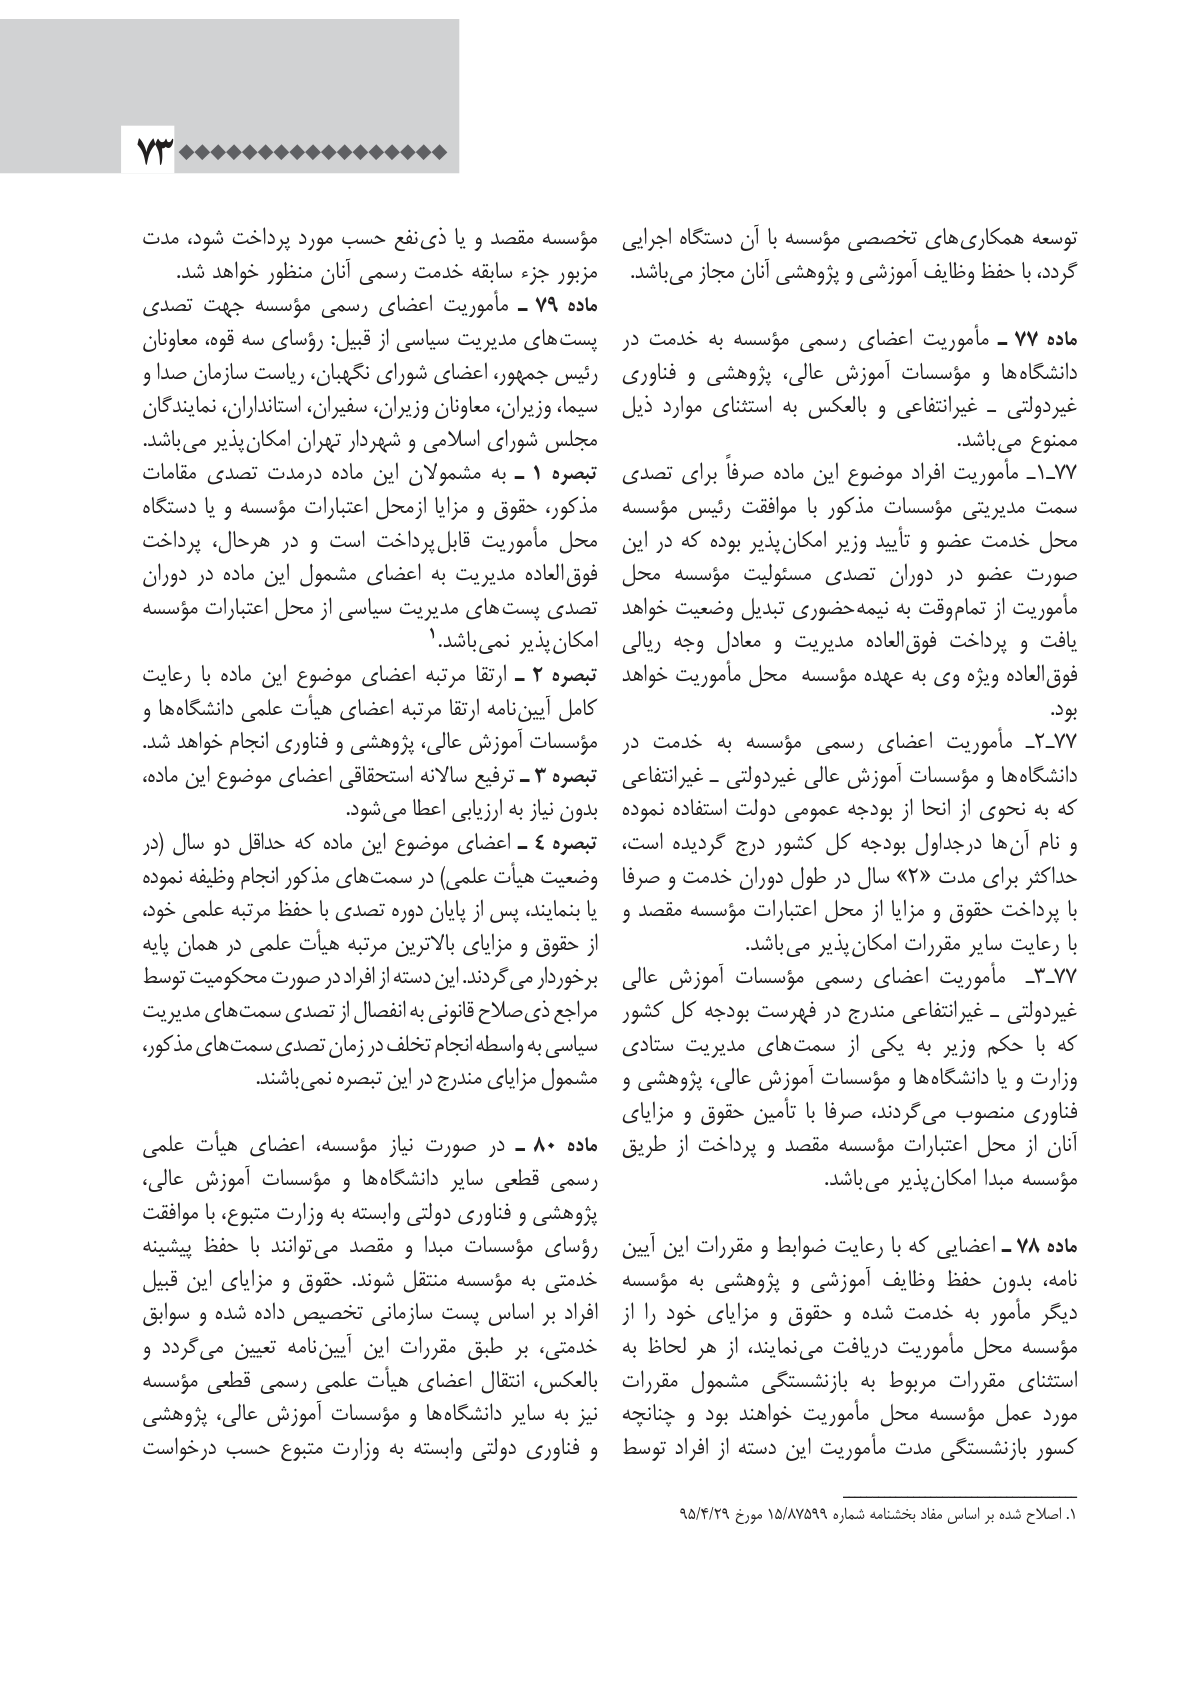 ۷۳
توسعه همکاری‌های تخصصی مؤسسه با آن دستگاه اجرایی
گردد، با حفظ وظایف آموزشی و پژوهشی آنان مجاز می‌باشد.
ماده ۷۷ ـ مأموریت اعضای رسمی مؤسسه به خدمت در
دانشگاه‌ها و مؤسسات آموزش عالی، پژوهشی و فناوری
غیردولتی ـ غیرانتفاعی و بالعکس به استثنای موارد ذیل
ممنوع می‌باشد.
۷۷ـ۱ـ مأموریت افراد موضوع این ماده صرفاً برای تصدی
سمت مدیریتی مؤسسات مذکور با موافقت رئیس مؤسسه
محل خدمت عضو و تأیید وزیر امکان‌پذیر بوده که در این
صورت عضو در دوران تصدی مسئولیت مؤسسه محل
مأموریت از تمام‌وقت به نیمه‌حضوری تبدیل وضعیت خواهد
یافت و پرداخت فوق‌العاده مدیریت و معادل وجه ریالی
فوق‌العاده ویژه وی به عهده مؤسسه محل مأموریت خواهد
بود.
۷۷ـ۲ـ مأموریت اعضای رسمی مؤسسه به خدمت در
دانشگاه‌ها و مؤسسات آموزش عالی غیردولتی ـ غیرانتفاعی
که به نحوی از انحا از بودجه عمومی دولت استفاده نموده
و نام آن‌ها درجداول بودجه کل کشور درج گردیده است،
حداکثر برای مدت «۲» سال در طول دوران خدمت و صرفا
با پرداخت حقوق و مزایا از محل اعتبارات مؤسسه مقصد و
با رعایت سایر مقررات امکان‌پذیر می‌باشد.
۷۷ـ۳ـ مأموریت اعضای رسمی مؤسسات آموزش عالی
غیردولتی ـ غیرانتفاعی مندرج در فهرست بودجه کل کشور
که با حکم وزیر به یکی از سمت‌های مدیریت ستادی
وزارت و یا دانشگاه‌ها و مؤسسات آموزش عالی، پژوهشی و
فناوری منصوب می‌گردند، صرفا با تأمین حقوق و مزایای
آنان از محل اعتبارات مؤسسه مقصد و پرداخت از طریق
مؤسسه مبدا امکان‌پذیر می‌باشد.
ماده ۷۸ ـ اعضایی که با رعایت ضوابط و مقررات این آیین
نامه، بدون حفظ وظایف آموزشی و پژوهشی به مؤسسه
دیگر مأمور به خدمت شده و حقوق و مزایای خود را از
مؤسسه محل مأموریت دریافت می‌نمایند، از هر لحاظ به
استثنای مقررات مربوط به بازنشستگی مشمول مقررات
مورد عمل مؤسسه محل مأموریت خواهند بود و چنانچه
کسور بازنشستگی مدت مأموریت این دسته از افراد توسط
مؤسسه مقصد و یا ذی‌نفع حسب مورد پرداخت شود، مدت
مزبور جزء سابقه خدمت رسمی آنان منظور خواهد شد.
ماده ۷۹ ـ مأموریت اعضای رسمی مؤسسه جهت تصدی
پست‌های مدیریت سیاسی از قبیل: رؤسای سه قوه، معاونان
رئیس جمهور، اعضای شورای نگهبان، ریاست سازمان صدا و
سیما، وزیران، معاونان وزیران، سفیران، استانداران، نمایندگان
مجلس شورای اسلامی و شهردار تهران امکان‌پذیر می‌باشد.
تبصره ۱ ـ به مشمولان این ماده درمدت تصدی مقامات
مذکور، حقوق و مزایا ازمحل اعتبارات مؤسسه و یا دستگاه
محل مأموریت قابل‌پرداخت است و در هرحال، پرداخت
فوق‌العاده مدیریت به اعضای مشمول این ماده در دوران
تصدی پست‌های مدیریت سیاسی از محل اعتبارات مؤسسه
امکان‌پذیر نمی‌باشد.۱
تبصره ۲ ـ ارتقا مرتبه اعضای موضوع این ماده با رعایت
کامل آیین‌نامه ارتقا مرتبه اعضای هیأت علمی دانشگاه‌ها و
مؤسسات آموزش عالی، پژوهشی و فناوری انجام خواهد شد.
تبصره ۳ ـ ترفیع سالانه استحقاقی اعضای موضوع این ماده،
بدون نیاز به ارزیابی اعطا می‌شود.
تبصره ٤ ـ اعضای موضوع این ماده که حداقل دو سال (در
وضعیت هیأت علمی) در سمت‌های مذکور انجام وظیفه نموده
یا بنمایند، پس از پایان دوره تصدی با حفظ مرتبه علمی خود،
از حقوق و مزایای بالاترین مرتبه هیأت علمی در همان پایه
برخوردار می‌گردند. این دسته از افراد در صورت محکومیت توسط
مراجع ذی‌صلاح قانونی به انفصال از تصدی سمت‌های مدیریت
سیاسی به واسطه انجام تخلف در زمان تصدی سمت‌های مذکور،
مشمول مزایای مندرج در این تبصره نمی‌باشند.
ماده ۸۰ ـ در صورت نیاز مؤسسه، اعضای هیأت علمی
رسمی قطعی سایر دانشگاه‌ها و مؤسسات آموزش عالی،
پژوهشی و فناوری دولتی وابسته به وزارت متبوع، با موافقت
رؤسای مؤسسات مبدا و مقصد می‌توانند با حفظ پیشینه
خدمتی به مؤسسه منتقل شوند. حقوق و مزایای این قبیل
افراد بر اساس پست سازمانی تخصیص داده شده و سوابق
خدمتی، بر طبق مقررات این آیین‌نامه تعیین می‌گردد و
بالعکس، انتقال اعضای هیأت علمی رسمی قطعی مؤسسه
نیز به سایر دانشگاه‌ها و مؤسسات آموزش عالی، پژوهشی
و فناوری دولتی وابسته به وزارت متبوع حسب درخواست
۱. اصلاح شده بر اساس مفاد بخشنامه شماره ۱۵/۸۷۵۹۹ مورخ ۹۵/۴/۲۹